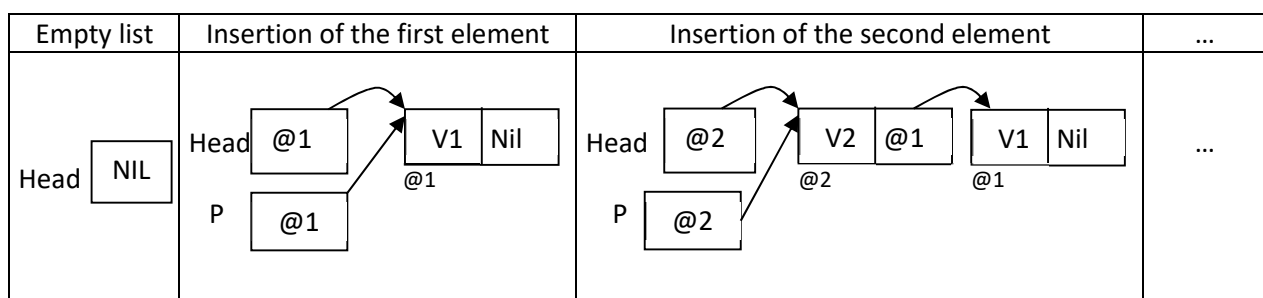 Empty list
Insertion of the first element
Insertion of the second element
...
Head NIL
Head @1 V1 Nil
@1
P @1
Head @2 V2 @1 V1 Nil
@2 @1
P @2
...